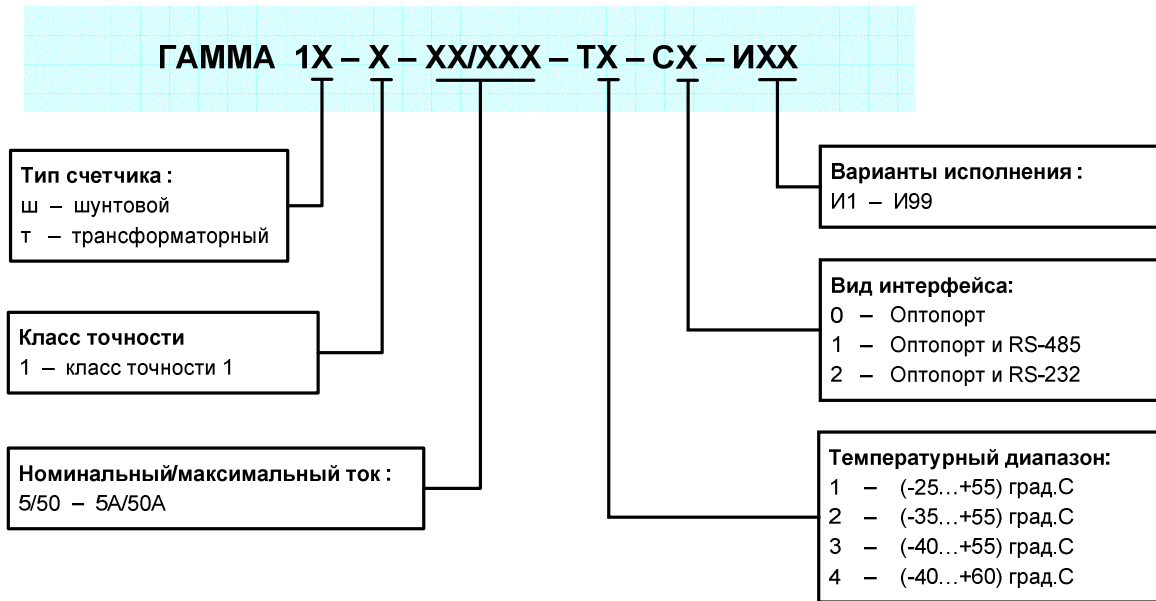 ГАММА 1Х – Х – ХХ/ХХХ – ТХ – СХ – ИХХ
Тип счетчика :
ш – шунтовой
т – трансформаторный
Класс точности
1 – класс точности 1
Номинальный/максимальный ток :
5/50 – 5А/50А
Варианты исполнения :
И1 – И99
Вид интерфейса:
0 – Оптопорт
1 – Оптопорт и RS-485
2 – Оптопорт и RS-232
Температурный диапазон:
1 – (-25...+55) град.С
2 – (-35...+55) град.С
3 – (-40...+55) град.С
4 – (-40...+60) град.С